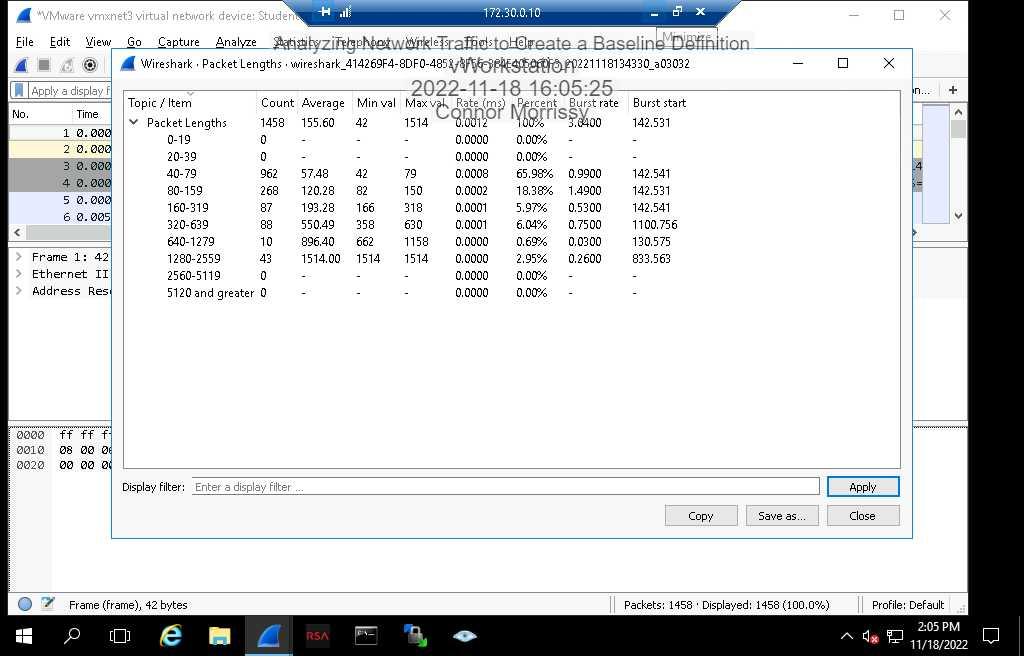 *VMware vmxnet3 virtual network device: Studen
172.30.0.10
File Edit View Go Capture Analyze Statistics Telephony Wireless Tools Help
Minimize
Analyzing Network Traffic to Create a Baseline Definition
vWorkstation
2022-11-18 16:05:25
Connor Morrissy
Wireshark · Packet Lengths · wireshark_414269F4-8DF0-4852-
20221118134330_a03032
Apply a display f
on... +
No. Time
1 0.000
2 0.000
3 0.000
4 0.000
5 0.000
6 0.005
Topic / Item Count Average Min val Max val Rate (ms) Percent Burst rate Burst start
Packet Lengths 1458 155.60 42 1514 0.0012 100% 3.0400 142.531
0-19 0 - - - 0.0000 0.00% - -
20-39 0 - - - 0.0000 0.00% - -
40-79 962 57.48 42 79 0.0008 65.98% 0.9900 142.541
80-159 268 120.28 82 150 0.0002 18.38% 1.4900 142.531
160-319 87 193.28 166 318 0.0001 5.97% 0.5300 142.541
320-639 88 550.49 358 630 0.0001 6.04% 0.7500 1100.756
640-1279 10 896.40 662 1158 0.0000 0.69% 0.0300 130.575
1280-2559 43 1514.00 1514 1514 0.0000 2.95% 0.2600 833.563
2560-5119 0 - - - 0.0000 0.00% - -
5120 and greater 0 - - - 0.0000 0.00% - -
Frame 1: 42
Ethernet II
Address Res
0000 ff ff f
0010 08 00 0
0020 00 00 0
Display filter: Enter a display filter ... Apply
Copy Save as... Close
Frame (frame), 42 bytes
Packets: 1458 · Displayed: 1458 (100.0%)
Profile: Default
RSA
2:05 PM
11/18/2022